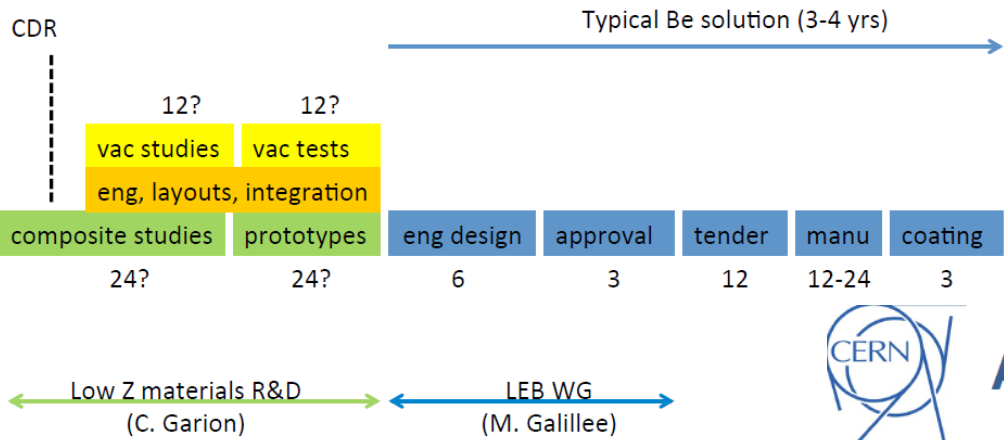 CDR
Typical Be solution (3-4 yrs)
12?
12?
vac studies
vac tests
eng, layouts, integration
composite studies
prototypes
eng design
approval
tender
manu
coating
24?
24?
6
3
12
12-24
3
CERN
A
Low Z materials R&D
(C. Garion)
LEB WG
(M. Galillee)